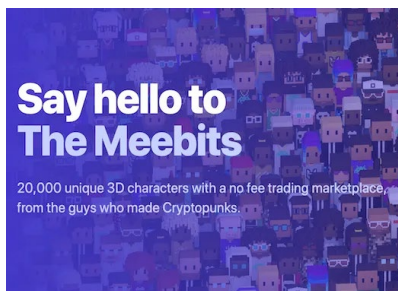 Say hello to
The Meebits
20,000 unique 3D characters with a no fee trading marketplace,
from the guys who made Cryptopunks.